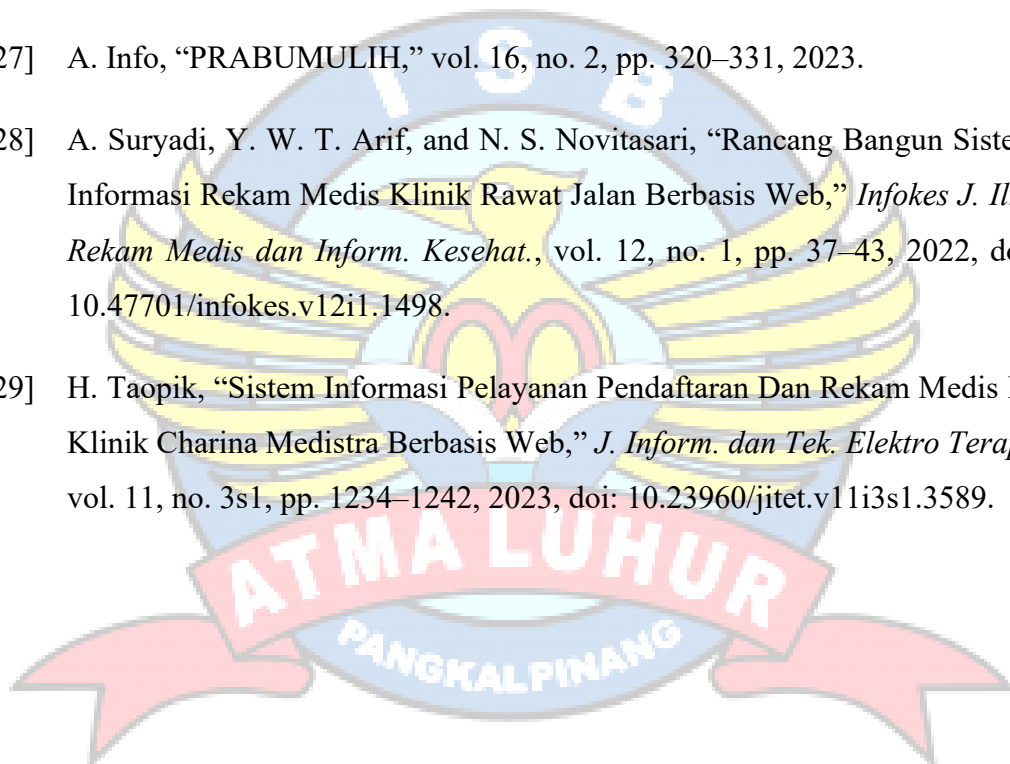 ISB
27] A. Info, “PRABUMULIH,” vol. 16, no. 2, pp. 320–331, 2023.
28] A. Suryadi, Y. W. T. Arif, and N. S. Novitasari, “Rancang Bangun Siste
Informasi Rekam Medis Klinik Rawat Jalan Berbasis Web,” Infokes J. Il
Rekam Medis dan Inform. Kesehat., vol. 12, no. 1, pp. 37–43, 2022, do
10.47701/infokes.v12i1.1498.
29] H. Taopik, “Sistem Informasi Pelayanan Pendaftaran Dan Rekam Medis
Klinik Charina Medistra Berbasis Web,” J. Inform. dan Tek. Elektro Terap
vol. 11, no. 3s1, pp. 1234–1242, 2023, doi: 10.23960/jitet.v11i3s1.3589.
ATMA LUHUR
PANGKALPINANG